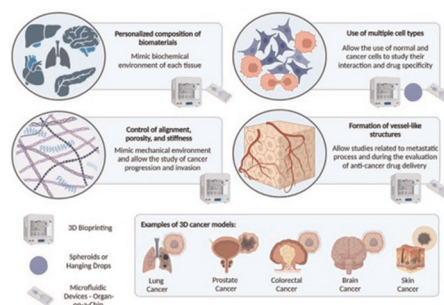 Personalized composition of
biomaterials
Mimic biochemical
environment of each tissue
Use of multiple cell types
Allow the use of normal and
cancer cells to study their
interaction and drug specificity
Control of alignment,
porosity, and stiffness
Mimic mechanical environment
and allow the study of cancer
progression and invasion
Formation of vessel-like
structures
Allow studies related to metastatic
process and during the evaluation
of anti-cancer drug delivery
3D Bioprinting
Spheroids or
Hanging Drops
Microfluidic
Devices - Organ-
on-a-Chip
Examples of 3D cancer models:
Lung
Cancer
Prostate
Cancer
Colorectal
Cancer
Brain
Cancer
Skin
Cancer